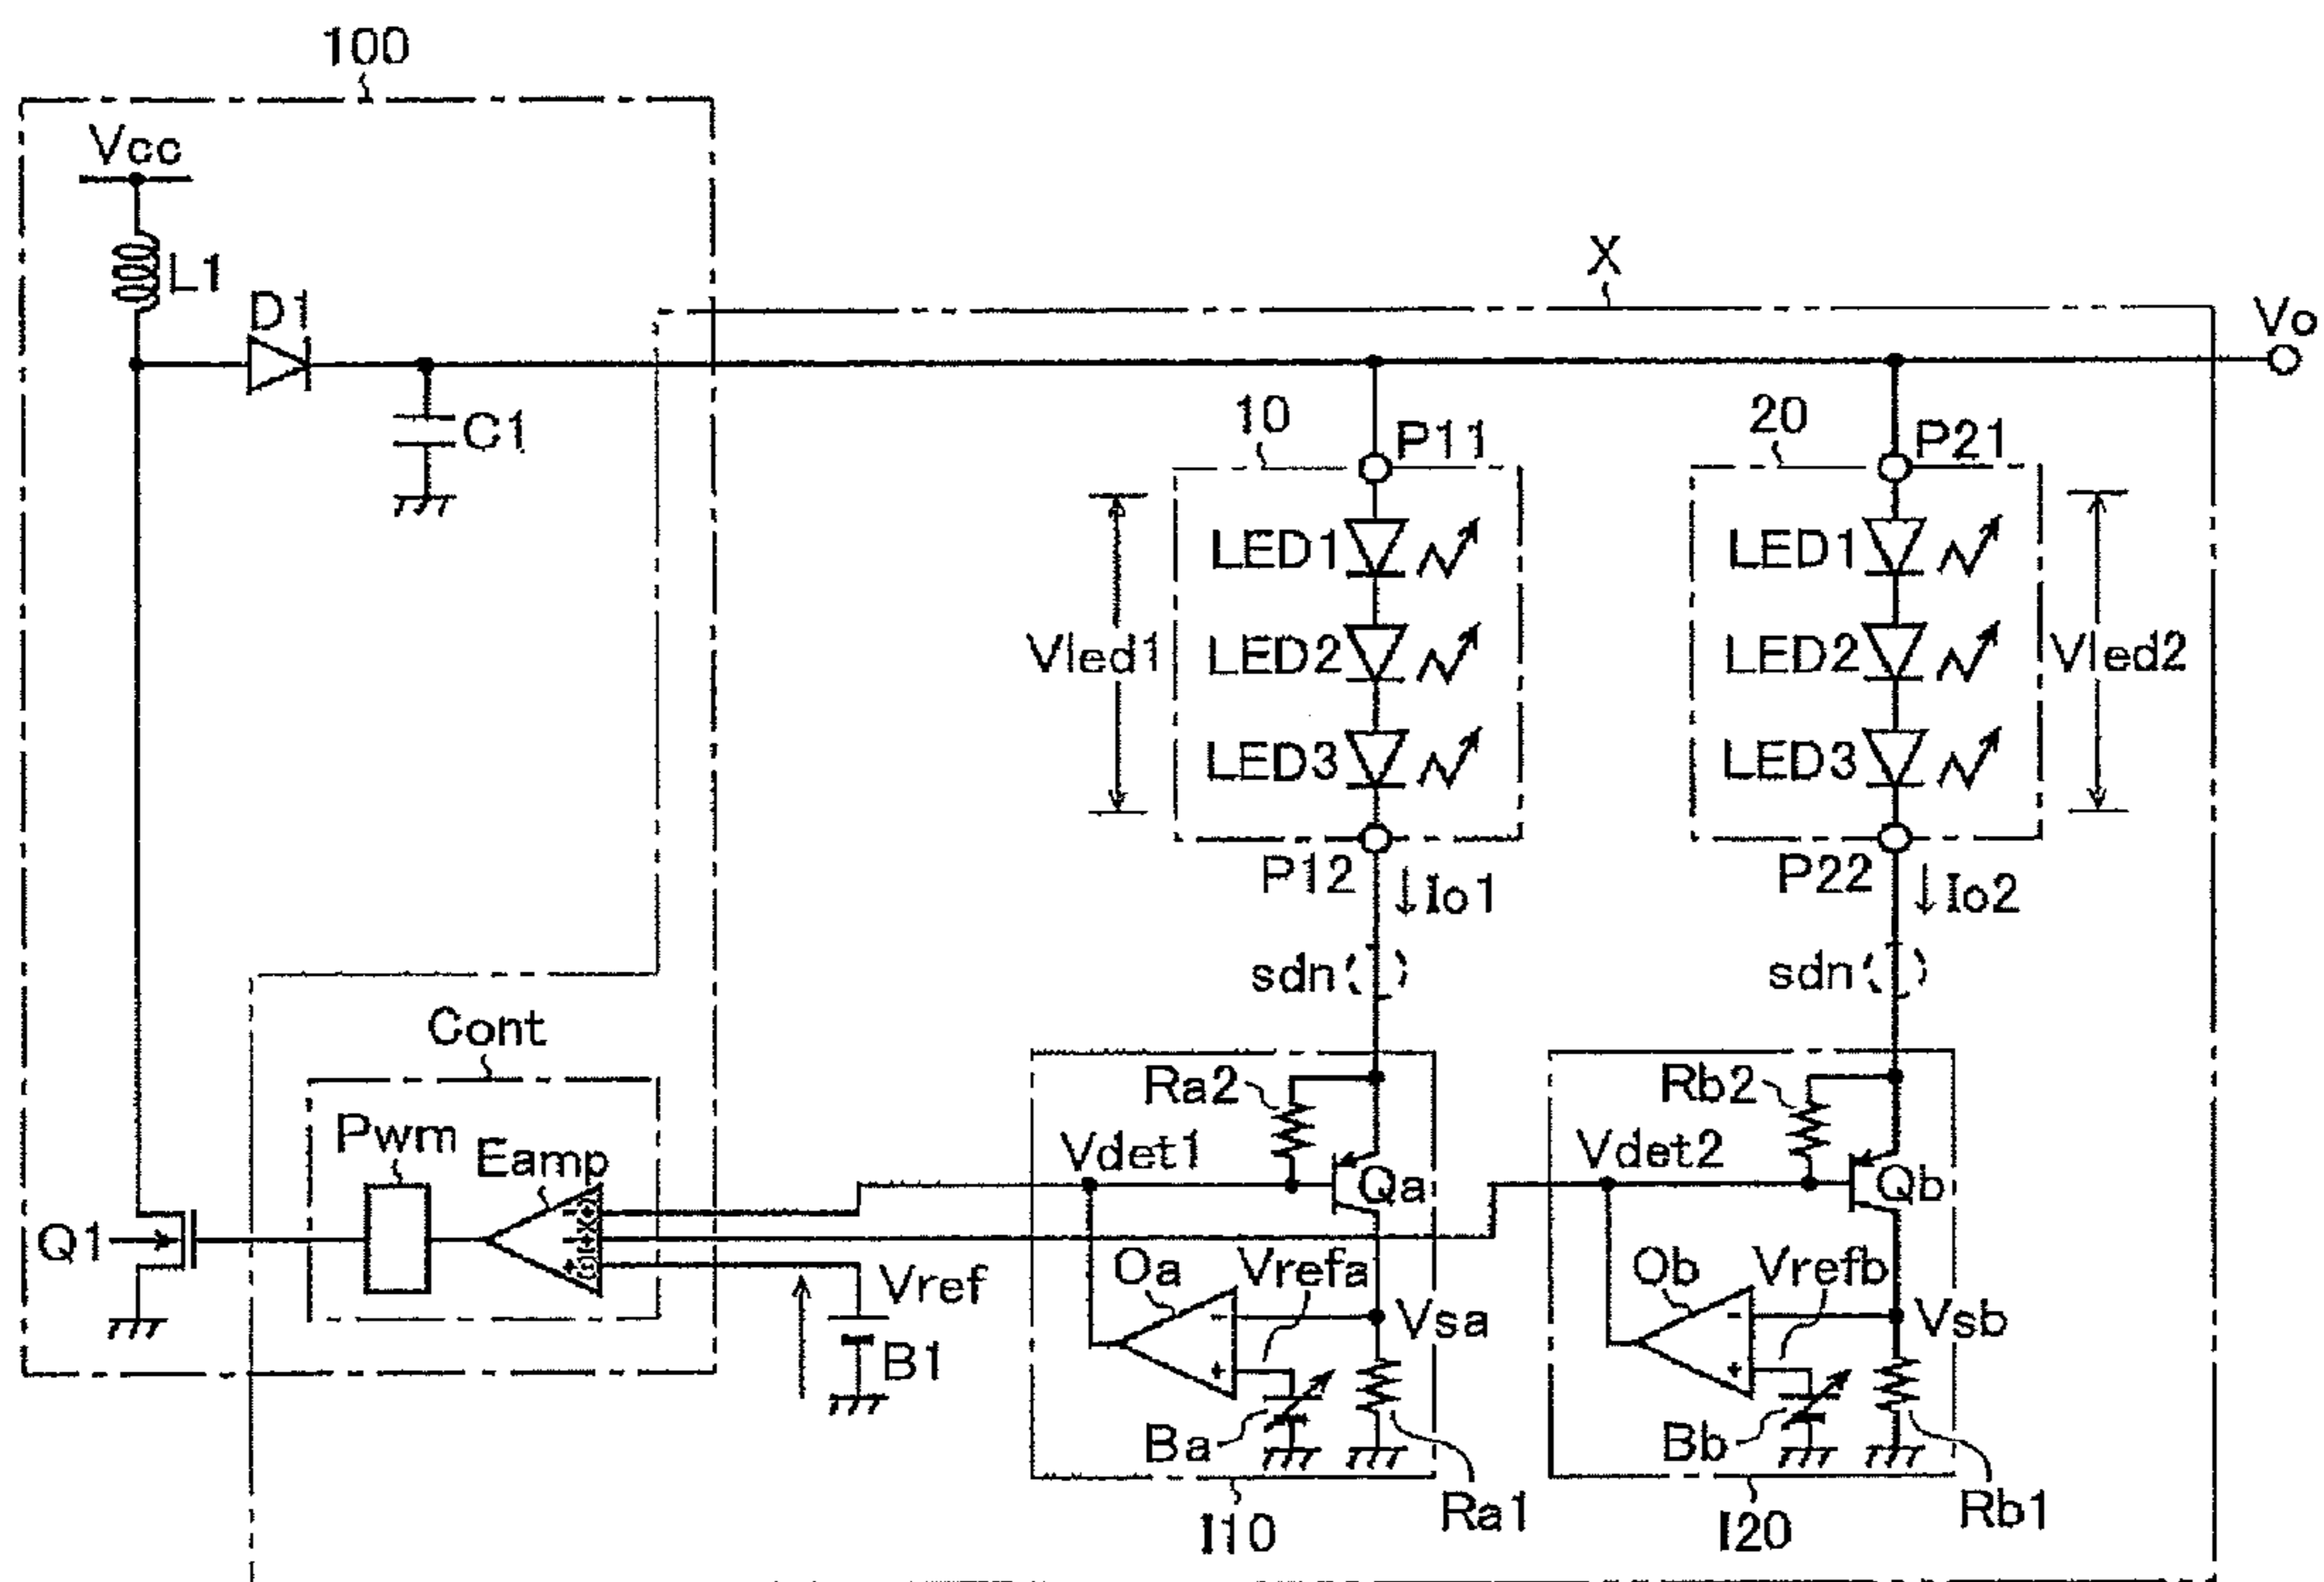 100
Vcc
L1
D1
C1
X
Vo
10
P11
20
P21
LED1
LED1
Vled1
LED2
LED2
Vled2
LED3
LED3
P12
Io1
P22
Io2
sdn
sdn
Cont
Pwm
Eamp
Ra2
Rb2
Vdet1
Vdet2
Qa
Qb
Q1
Vref
B1
Oa
Vrefa
Ob
Vrefb
-
Vsa
-
Vsb
+
+
Ba
Bb
Ra1
Rb1
I10
I20